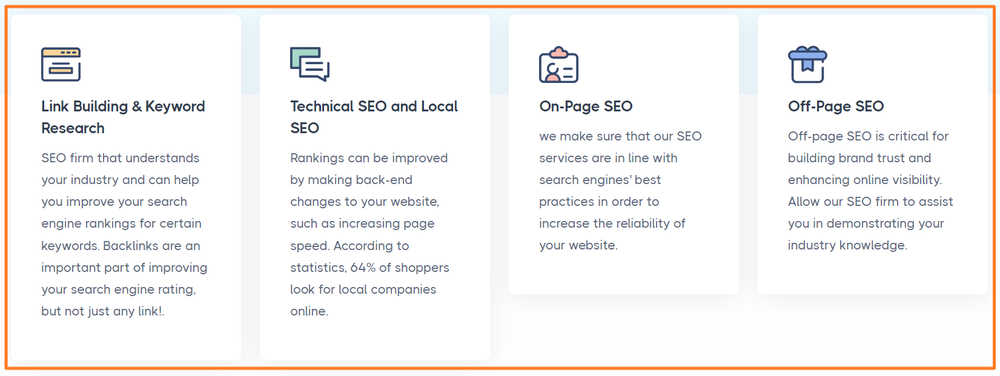 Link Building & Keyword
Research
SEO firm that understands
your industry and can help
you improve your search
engine rankings for certain
keywords. Backlinks are an
important part of improving
your search engine rating,
but not just any link!.
Technical SEO and Local
SEO
Rankings can be improved
by making back-end
changes to your website,
such as increasing page
speed. According to
statistics, 64% of shoppers
look for local companies
online.
On-Page SEO
we make sure that our SEO
services are in line with
search engines' best
practices in order to
increase the reliability of
your website.
Off-Page SEO
Off-page SEO is critical for
building brand trust and
enhancing online visibility.
Allow our SEO firm to assist
you in demonstrating your
industry knowledge.